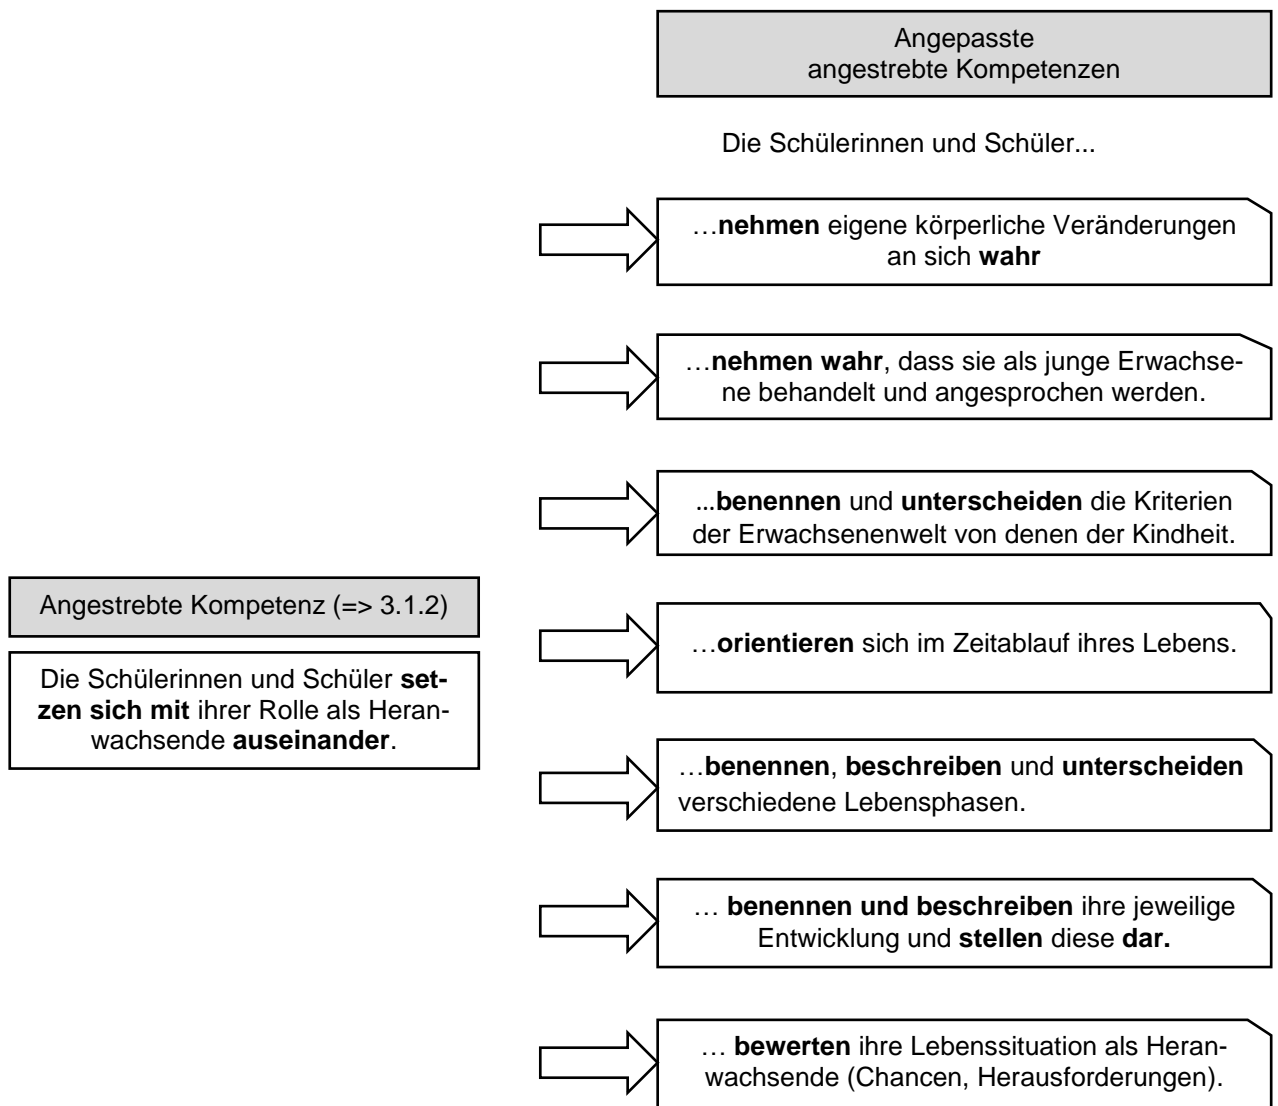 Angepasste
angestrebte Kompetenzen
Die Schülerinnen und Schüler...
…nehmen eigene körperliche Veränderungen
an sich wahr
…nehmen wahr, dass sie als junge Erwachse-
ne behandelt und angesprochen werden.
...benennen und unterscheiden die Kriterien
der Erwachsenenwelt von denen der Kindheit.
Angestrebte Kompetenz (=> 3.1.2)
Die Schülerinnen und Schüler set-
zen sich mit ihrer Rolle als Heran-
wachsende auseinander.
…orientieren sich im Zeitablauf ihres Lebens.
…benennen, beschreiben und unterscheiden
verschiedene Lebensphasen.
… benennen und beschreiben ihre jeweilige
Entwicklung und stellen diese dar.
… bewerten ihre Lebenssituation als Heran-
wachsende (Chancen, Herausforderungen).